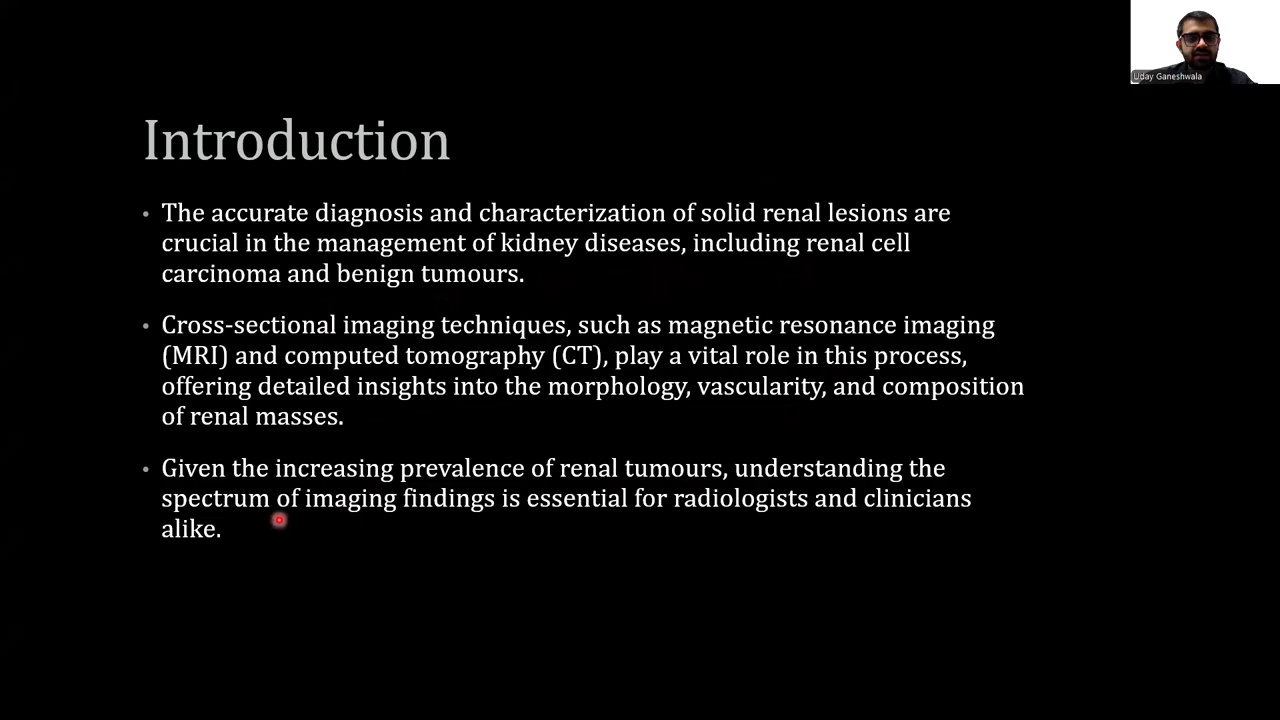 Uday Ganeshwala
Introduction
• The accurate diagnosis and characterization of solid renal lesions are
crucial in the management of kidney diseases, including renal cell
carcinoma and benign tumours.
• Cross-sectional imaging techniques, such as magnetic resonance imaging
(MRI) and computed tomography (CT), play a vital role in this process,
offering detailed insights into the morphology, vascularity, and composition
of renal masses.
• Given the increasing prevalence of renal tumours, understanding the
spectrum of imaging findings is essential for radiologists and clinicians
alike.